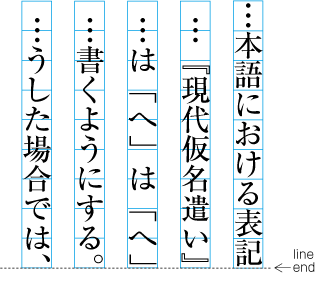 …本語における表記
…『現代仮名遣い』
…は「へ」は「へ」
…書くようにする。
…うした場合では、
line
end